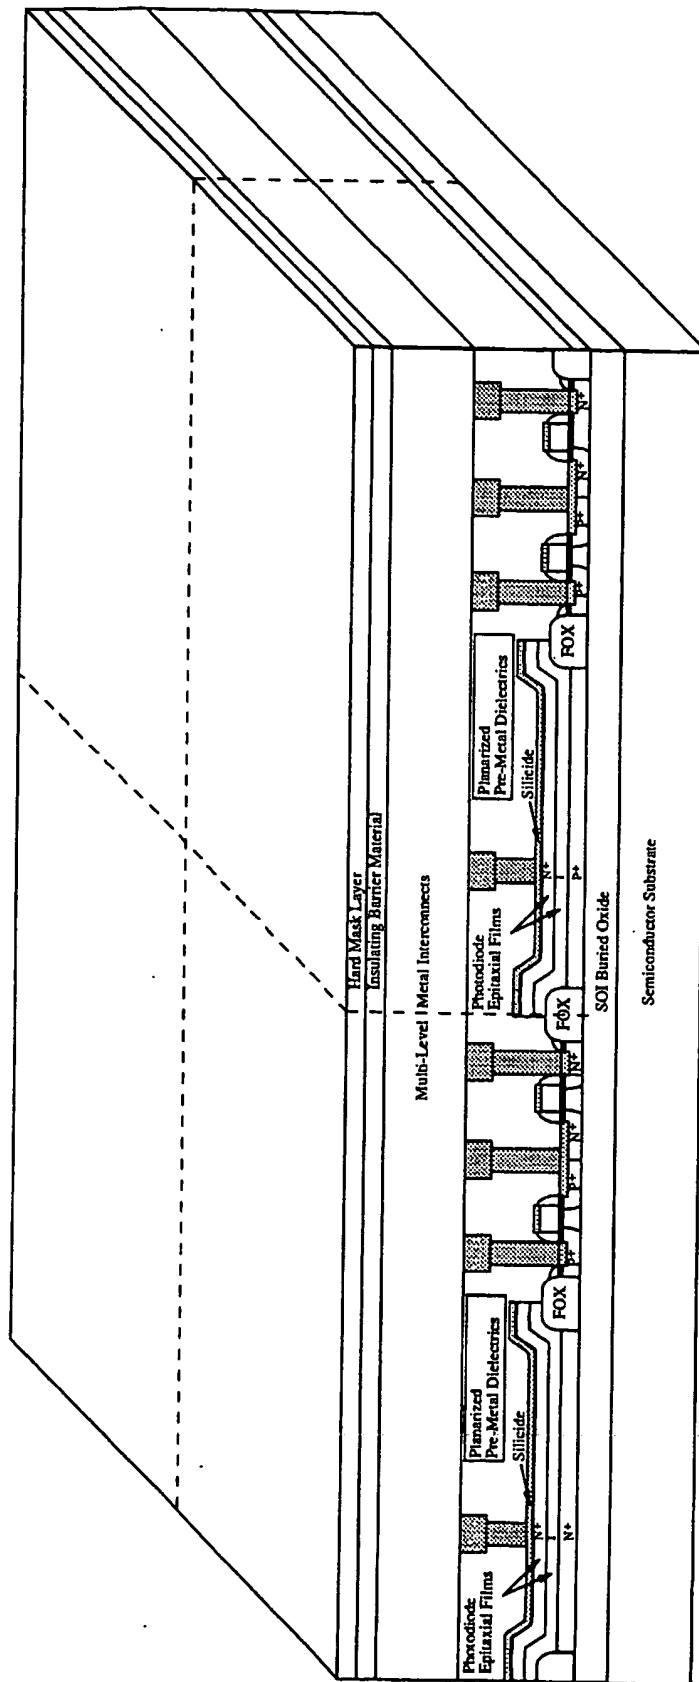 Hard Mask Layer
Insulating Barrier Material
Multi-Level Metal Interconnects
Photodiode
Epitaxial Films
Planarized
Pre-Metal Dielectrics
Silicide
N+
I
N+
FOX
P+
P+
N+
N+
FOX
Photodiode
Epitaxial Films
Planarized
Pre-Metal Dielectrics
Silicide
N+
I
P+
FOX
P+
P+
N+
N+
SOI Buried Oxide
Semiconductor Substrate